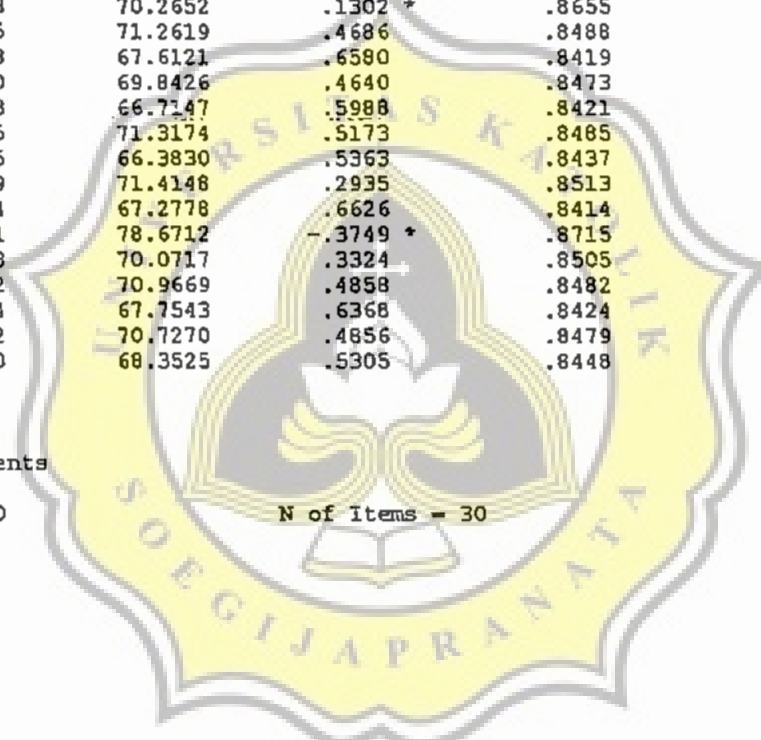 70.2652 .1302 * .8655
71.2619 .4686 .8488
67.6121 .6580 .8419
69.8426 .4640 .8473
66.7147 .5988 .8421
71.3174 .5173 .8485
66.3830 .5363 .8437
71.4148 .2935 .8513
67.2778 .6626 .8414
78.6712 -.3749 * .8715
70.0717 .3324 .8505
70.9669 .4858 .8482
67.7543 .6368 .8424
70.7270 .4856 .8479
68.3525 .5305 .8448
ents
0 N of Items = 30
UNIVERSITAS KATOLIK
SOEGIJAPRANATA